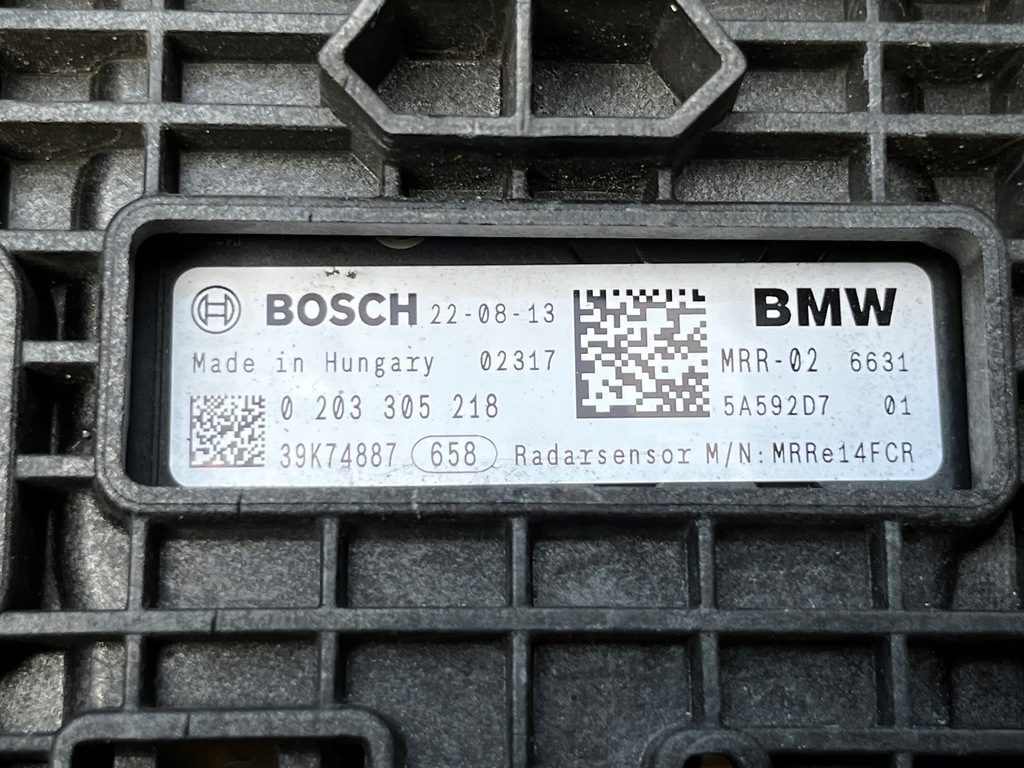 BOSCH 22-08-13 BMW
Made in Hungary 02317 MRR-02 6631
0 203 305 218 5A592D7 01
39K74887 658 Radarsensor M/N: MRRe14FCR